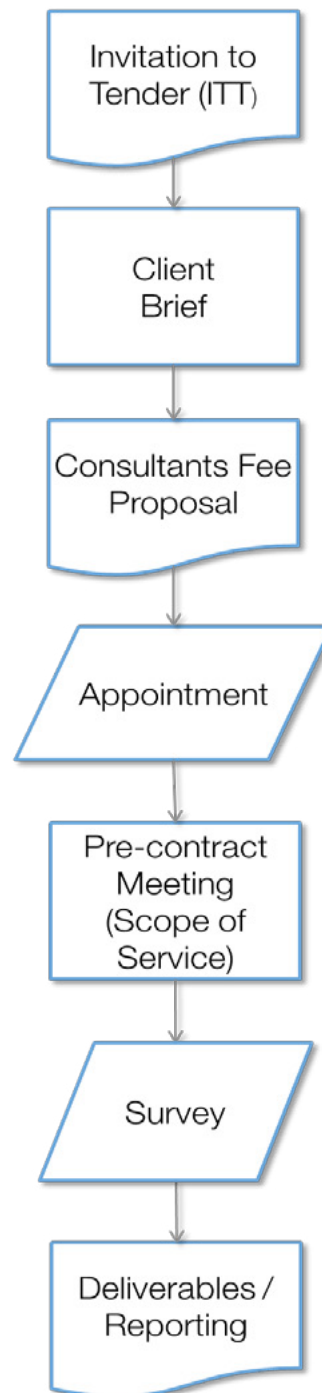 Invitation to
Tender (ITT)
Client
Brief
Consultants Fee
Proposal
Appointment
Pre-contract
Meeting
(Scope of
Service)
Survey
Deliverables /
Reporting